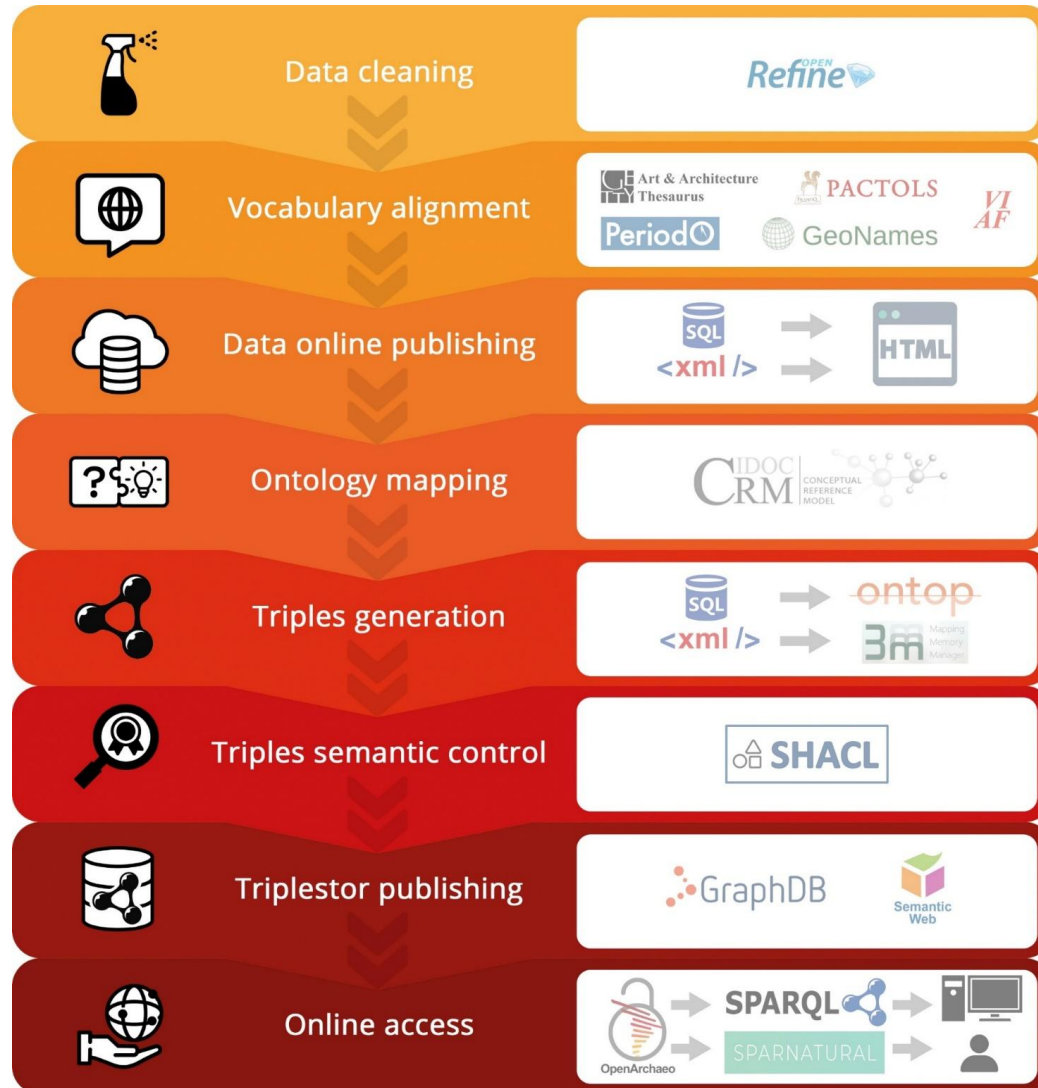 Data cleaning
OPEN
Refine
Vocabulary alignment
Art & Architecture
Thesaurus
PACTOLS
VI
AF
PeriodO
GeoNames
Data online publishing
SQL
<xml />
HTML
Ontology mapping
CIDOC
CRM
CONCEPTUAL
REFERENCE
MODEL
?
Triples generation
SQL
ontop
<xml />
3m
Mapping
Memory
Manager
Triples semantic control
SHACL
Triplestor publishing
GraphDB
Semantic
Web
Online access
OpenArchaeo
SPARQL
SPARNATURAL